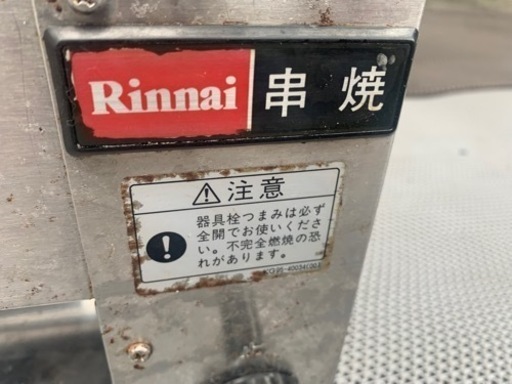 Rinnai 串焼
⚠注意
器具栓つまみは必ず
全開でお使いくださ
い。不完全燃焼の恐
れがあります。